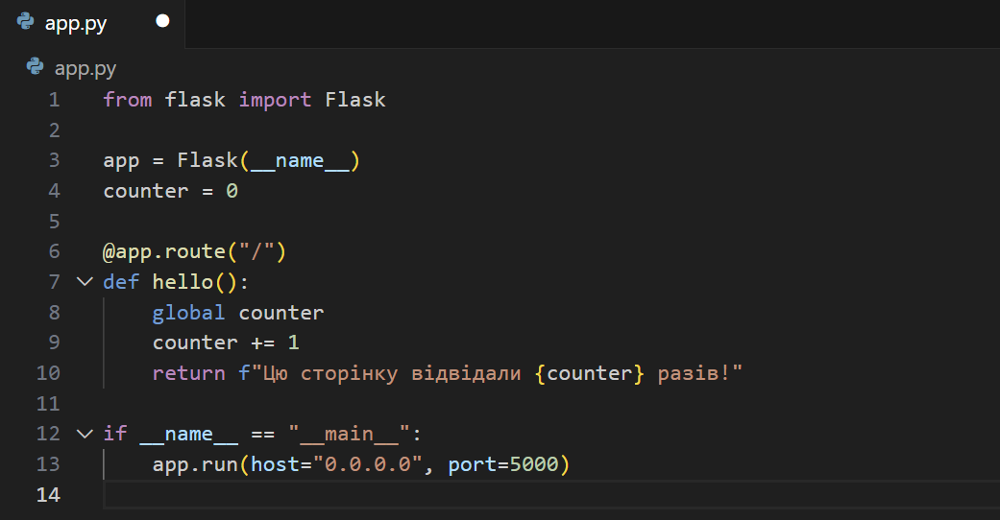 app.py
app.py
1 from flask import Flask
2
3 app = Flask(__name__)
4 counter = 0
5
6 @app.route("/")
7 def hello():
8     global counter
9     counter += 1
10     return f"Цю сторінку відвідали {counter} разів!"
11
12 if __name__ == "__main__":
13     app.run(host="0.0.0.0", port=5000)
14